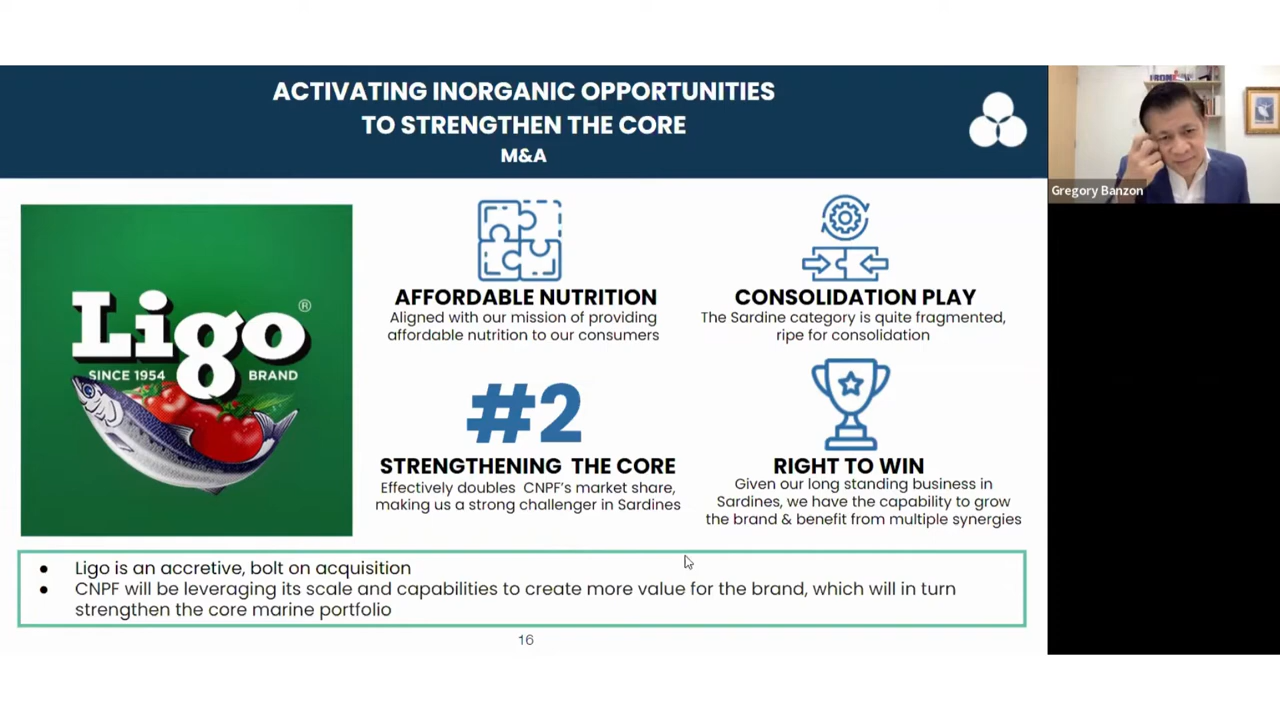 ACTIVATING INORGANIC OPPORTUNITIES
TO STRENGTHEN THE CORE
M&A
Gregory Banzon
Ligo®
SINCE 1954 BRAND
AFFORDABLE NUTRITION
Aligned with our mission of providing
affordable nutrition to our consumers
CONSOLIDATION PLAY
The Sardine category is quite fragmented,
ripe for consolidation
#2
STRENGTHENING THE CORE
Effectively doubles CNPF's market share,
making us a strong challenger in Sardines
RIGHT TO WIN
Given our long standing business in
Sardines, we have the capability to grow
the brand & benefit from multiple synergies
● Ligo is an accretive, bolt on acquisition
● CNPF will be leveraging its scale and capabilities to create more value for the brand, which will in turn
strengthen the core marine portfolio
16